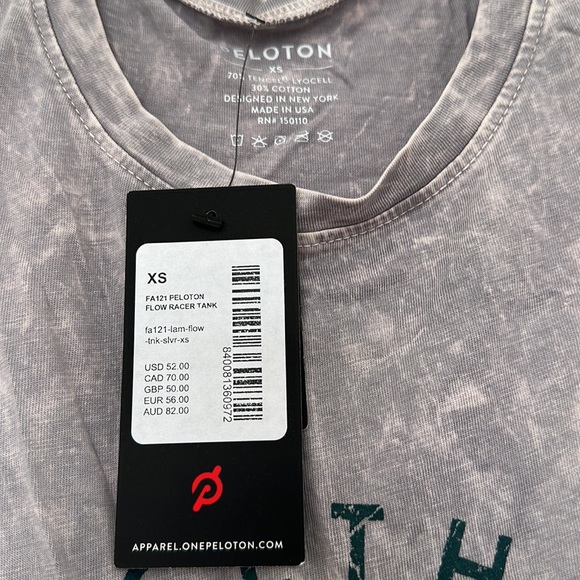 PELOTON
XS
70% TENCEL® LYOCELL
30% COTTON
DESIGNED IN NEW YORK
MADE IN USA
RN# 150110
XS
FA121 PELOTON
FLOW RACER TANK
fa121-lam-flow
-tnk-slvr-xs
USD 52.00
CAD 70.00
GBP 50.00
EUR 56.00
AUD 82.00
840081360972
APPAREL.ONEPELOTON.COM